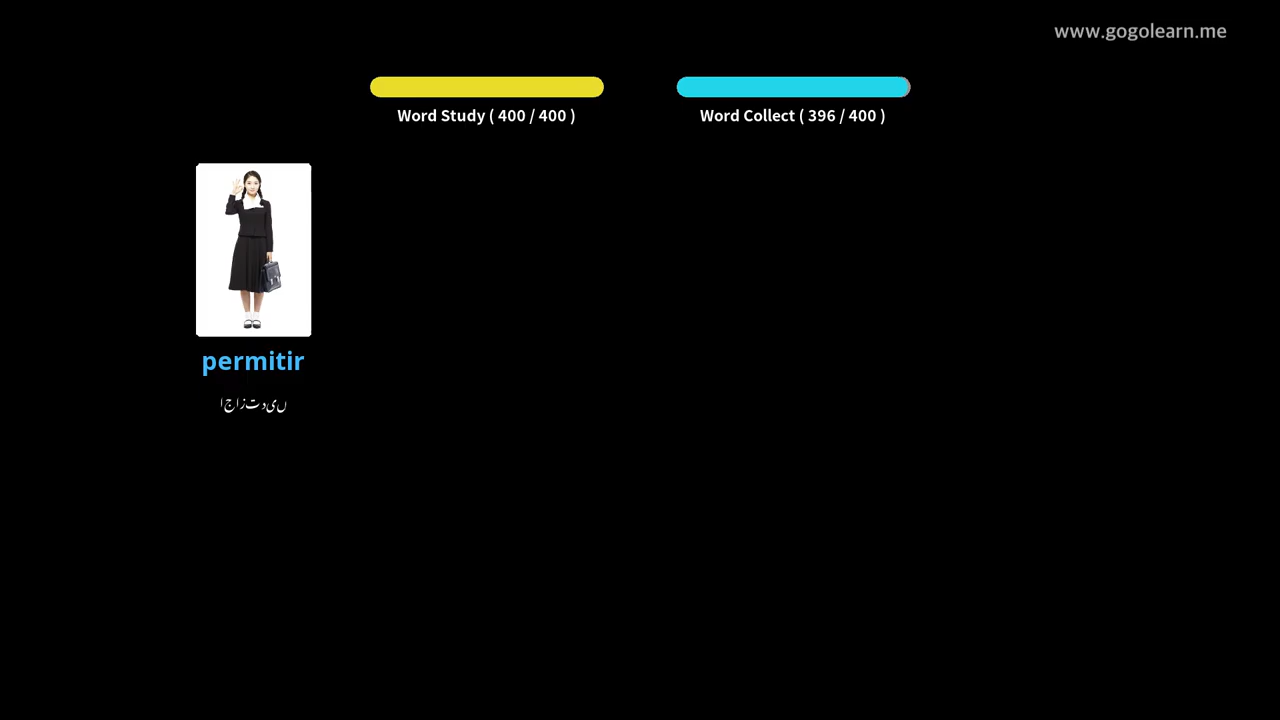 www.gogolearn.me
Word Study ( 400 / 400 )
Word Collect ( 396 / 400 )
permitir
اجازت دیں